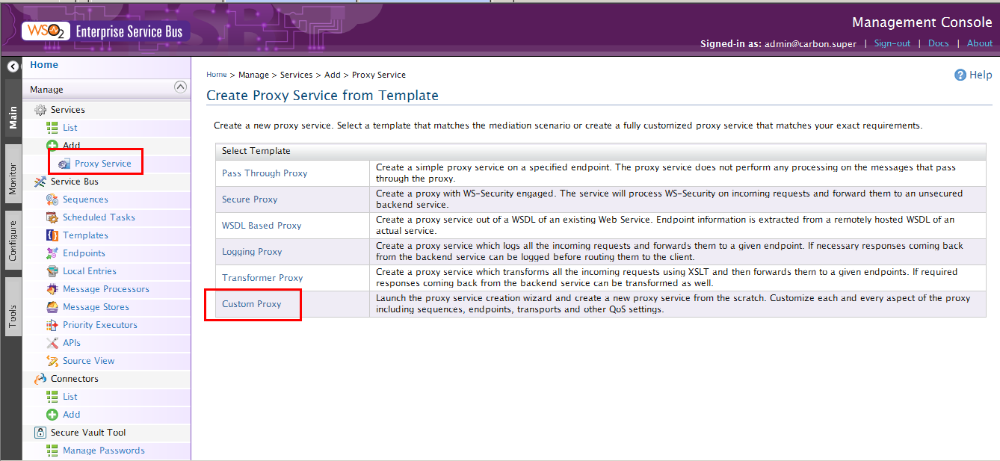 WSO2 Enterprise Service Bus
Management Console
Signed-in as: admin@carbon.super | Sign-out | Docs | About
Main
Monitor
Configure
Tools
Home
Manage
Services
List
Add
Proxy Service
Service Bus
Sequences
Scheduled Tasks
Templates
Endpoints
Local Entries
Message Processors
Message Stores
Priority Executors
APIs
Source View
Connectors
List
Add
Secure Vault Tool
Manage Passwords
Home > Manage > Services > Add > Proxy Service
Help
Create Proxy Service from Template
Create a new proxy service. Select a template that matches the mediation scenario or create a fully customized proxy service that matches your exact requirements.
Select Template
Pass Through Proxy
Create a simple proxy service on a specified endpoint. The proxy service does not perform any processing on the messages that pass
through the proxy.
Secure Proxy
Create a proxy with WS-Security engaged. The service will process WS-Security on incoming requests and forward them to an unsecured
backend service.
WSDL Based Proxy
Create a proxy service out of a WSDL of an existing Web Service. Endpoint information is extracted from a remotely hosted WSDL of an
actual service.
Logging Proxy
Create a proxy service which logs all the incoming requests and forwards them to a given endpoint. If necessary responses coming back
from the backend service can be logged before routing them to the client.
Transformer Proxy
Create a proxy service which transforms all the incoming requests using XSLT and then forwards them to a given endpoints. If required
responses coming back from the backend service can be transformed as well.
Custom Proxy
Launch the proxy service creation wizard and create a new proxy service from the scratch. Customize each and every aspect of the proxy
including sequences, endpoints, transports and other QoS settings.